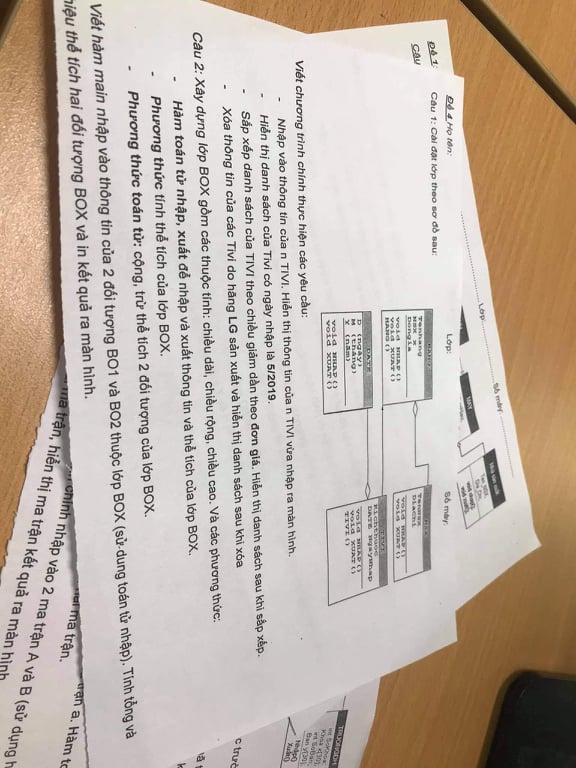 Đề 4 Họ tên: Lớp: Số máy:
Câu 1: Cài đặt lớp theo sơ đồ sau:
HANG
Tenhang
NSX x
Dongia
void NHAP()
void XUAT()
HANG()
NSX
TenNSX
DiaChi
void NHAP()
void XUAT()
DATE
D (ngày)
M (tháng)
Y (năm)
void NHAP()
void XUAT()
TIVI
Kichthuoc
DATE NgayNhap
void NHAP()
void XUAT()
TIVI()
Viết chương trình chính thực hiện các yêu cầu:
- Nhập vào thông tin của n TIVI. Hiển thị thông tin của n TIVI vừa nhập ra màn hình.
- Hiển thị danh sách của Tivi có ngày nhập là 5/2019.
- Sắp xếp danh sách của TIVI theo chiều giảm dần theo đơn giá. Hiển thị danh sách sau khi sắp xếp.
- Xóa thông tin của các Tivi do hãng LG sản xuất và hiển thị danh sách sau khi xóa
Câu 2: Xây dựng lớp BOX gồm các thuộc tính: chiều dài, chiều rộng, chiều cao. Và các phương thức:
- Hàm toán tử nhập, xuất để nhập và xuất thông tin và thể tích của lớp BOX.
- Phương thức tính thể tích của lớp BOX.
- Phương thức toán tử: cộng, trừ thể tích 2 đối tượng của lớp BOX.
Viết hàm main nhập vào thông tin của 2 đối tượng BO1 và BO2 thuộc lớp BOX, (sử dụng toán tử nhập). Tính tổng và
hiệu thể tích hai đối tượng BOX và in kết quả ra màn hình.
Đề 1:
Câu
Lớp
Số máy:
MAY
Nhập()
Xuất()
trận a. Hàm
ma trận.
chính nhập vào 2 ma trận A và B (sử dụng
ma trận, hiển thị ma trận kết quả ra màn hình